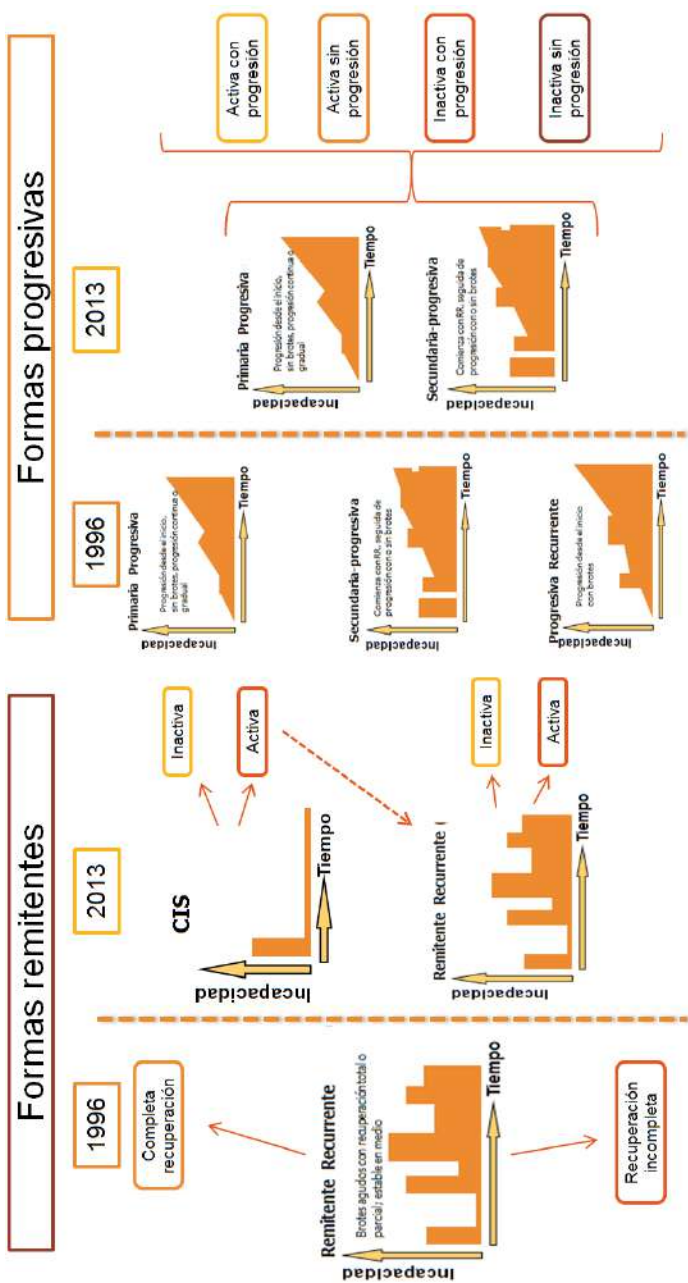 Formas remitentes
1996
Completa
recuperación
Remitente Recurrente
Brotes agudos con recuperación total o
parcial; estable en medio
Incapacidad
Tiempo
Recuperación
incompleta
2013
CIS
Incapacidad
Tiempo
Inactiva
Activa
Remitente Recurrente (
Incapacidad
Tiempo
Inactiva
Activa
Formas progresivas
1996
Primaria Progresiva
Progresión desde el inicio,
sin brotes, progresión continua o
gradual
Incapacidad
Tiempo
Secundaria-progresiva
Comienza con RR, seguida de
progresión con o sin brotes
Incapacidad
Tiempo
Progresiva Recurrente
Progresión desde el inicio
con brotes
Incapacidad
Tiempo
2013
Primaria Progresiva
Progresión desde el inicio,
sin brotes, progresión continua o
gradual
Incapacidad
Tiempo
Secundaria-progresiva
Comienza con RR, seguida de
progresión con o sin brotes
Incapacidad
Tiempo
Activa con
progresión
Activa sin
progresión
Inactiva con
progresión
Inactiva sin
progresión